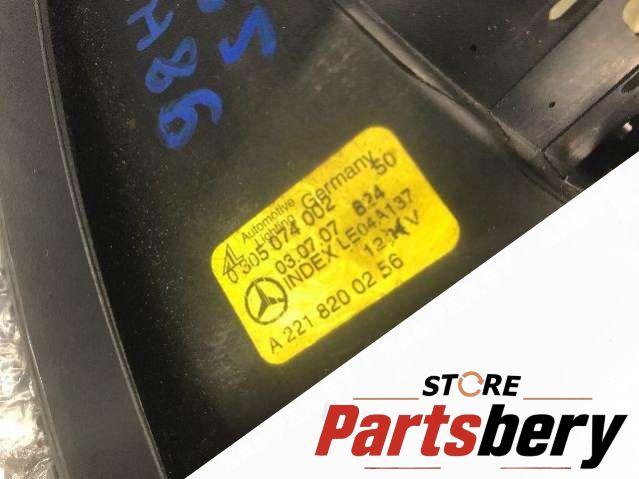 H86
Automotive
Lighting Germany 50
0 305 074 002
03.07.07 824
INDEX LE04A137
12 V
A 221 820 02 56
STORE
Partsbery